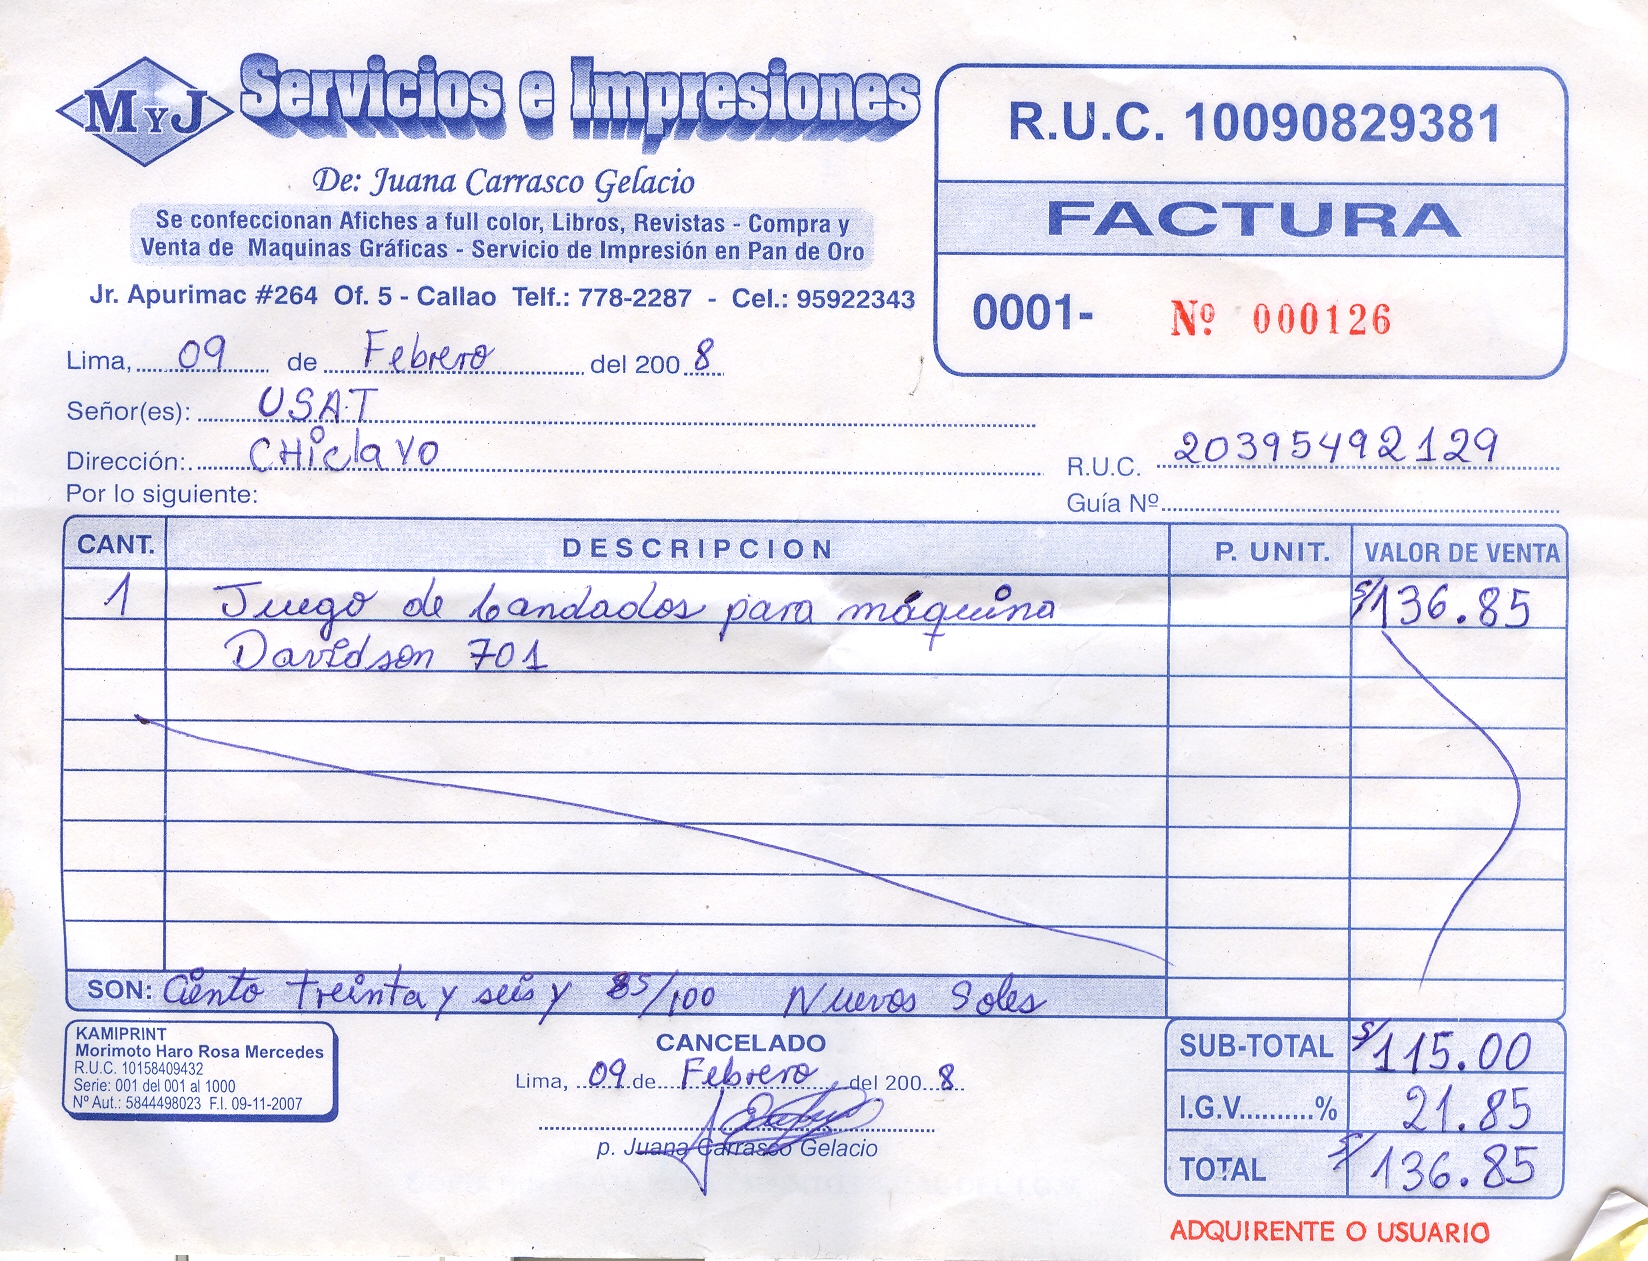 MYJ Servicios e Impresiones
De: Juana Carrasco Gelacio
Se confeccionan Afiches a full color, Libros, Revistas - Compra y
Venta de Maquinas Gráficas - Servicio de Impresión en Pan de Oro
Jr. Apurimac #264 Of. 5 - Callao Telf.: 778-2287 - Cel.: 95922343
R.U.C. 10090829381
FACTURA
0001- Nº 000126
Lima, 09 de Febrero del 2008
Señor(es): USAT
Dirección: CHiclaYO
R.U.C. 20395492129
Por lo siguiente:
Guía Nº
CANT. DESCRIPCION P. UNIT. VALOR DE VENTA
1 Juego de bandados para máquina S/136.85
Davidson 701
SON: Ciento treinta y seis y 85/100 Nuevos Soles
KAMIPRINT
Morimoto Haro Rosa Mercedes
R.U.C. 10158409432
Serie: 001 del 001 al 1000
Nº Aut.: 5844498023 F.I. 09-11-2007
CANCELADO
Lima, 09 de Febrero del 2008
p. Juana Carrasco Gelacio
SUB-TOTAL S/115.00
I.G.V..........% 21.85
TOTAL S/136.85
ADQUIRENTE O USUARIO